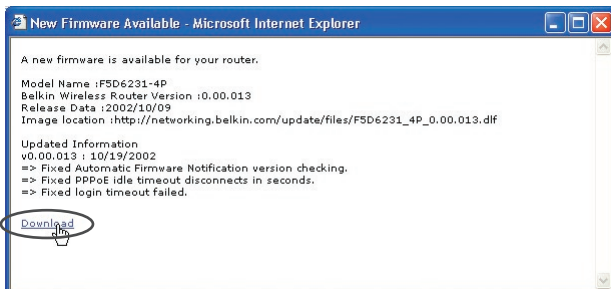 New Firmware Available - Microsoft Internet Explorer
A new firmware is available for your router.
Model Name :F5D6231-4P
Belkin Wireless Router Version :0.00.013
Release Data :2002/10/09
Image location :http://networking.belkin.com/update/files/F5D6231_4P_0.00.013.dlf
Updated Information
v0.00.013 : 10/19/2002
=> Fixed Automatic Firmware Notification version checking.
=> Fixed PPPoE idle timeout disconnects in seconds.
=> Fixed login timeout failed.
Download